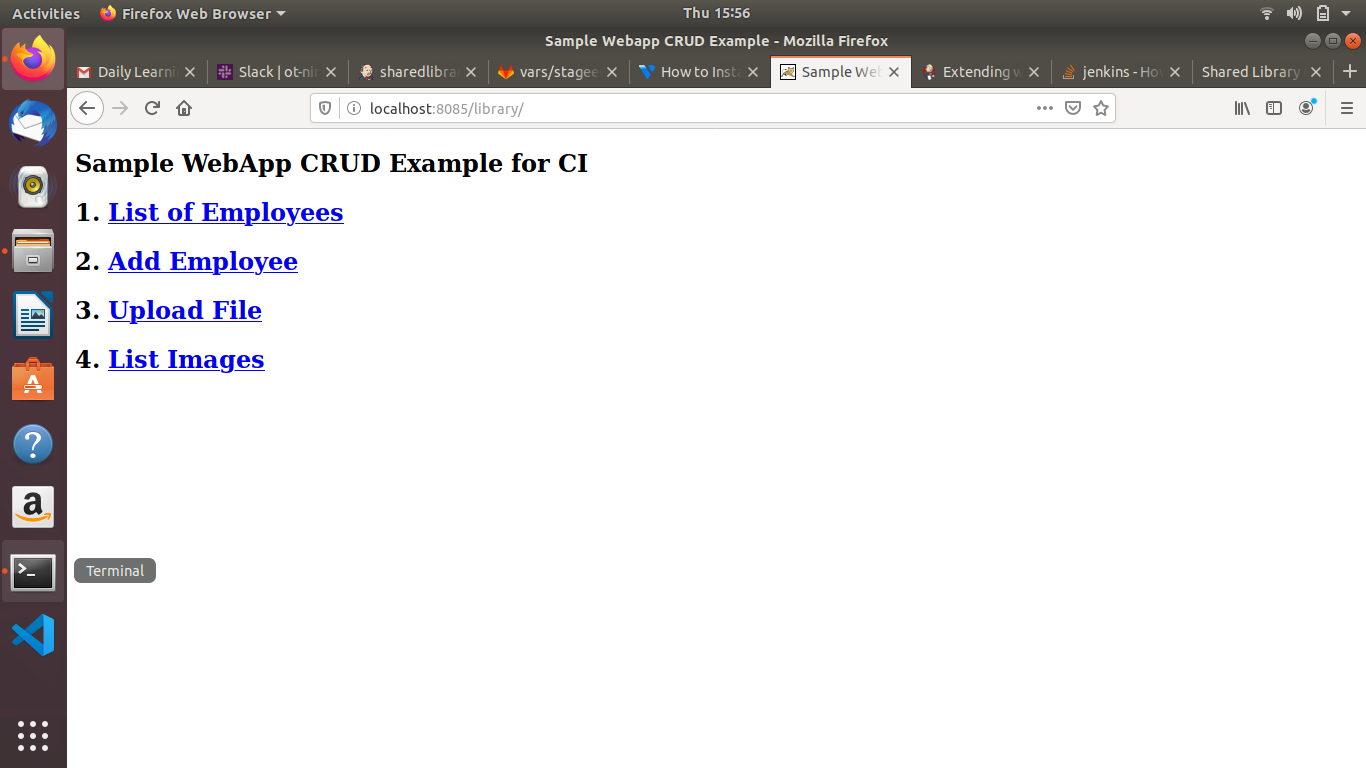 Activities Firefox Web Browser Thu 15:56
Sample Webapp CRUD Example - Mozilla Firefox
Daily Learni Slack | ot-nin sharedlibra vars/stagee How to Insta Sample Web Extending w jenkins - Ho Shared Library
localhost:8085/library/
Sample WebApp CRUD Example for CI
1. List of Employees
2. Add Employee
3. Upload File
4. List Images
Terminal